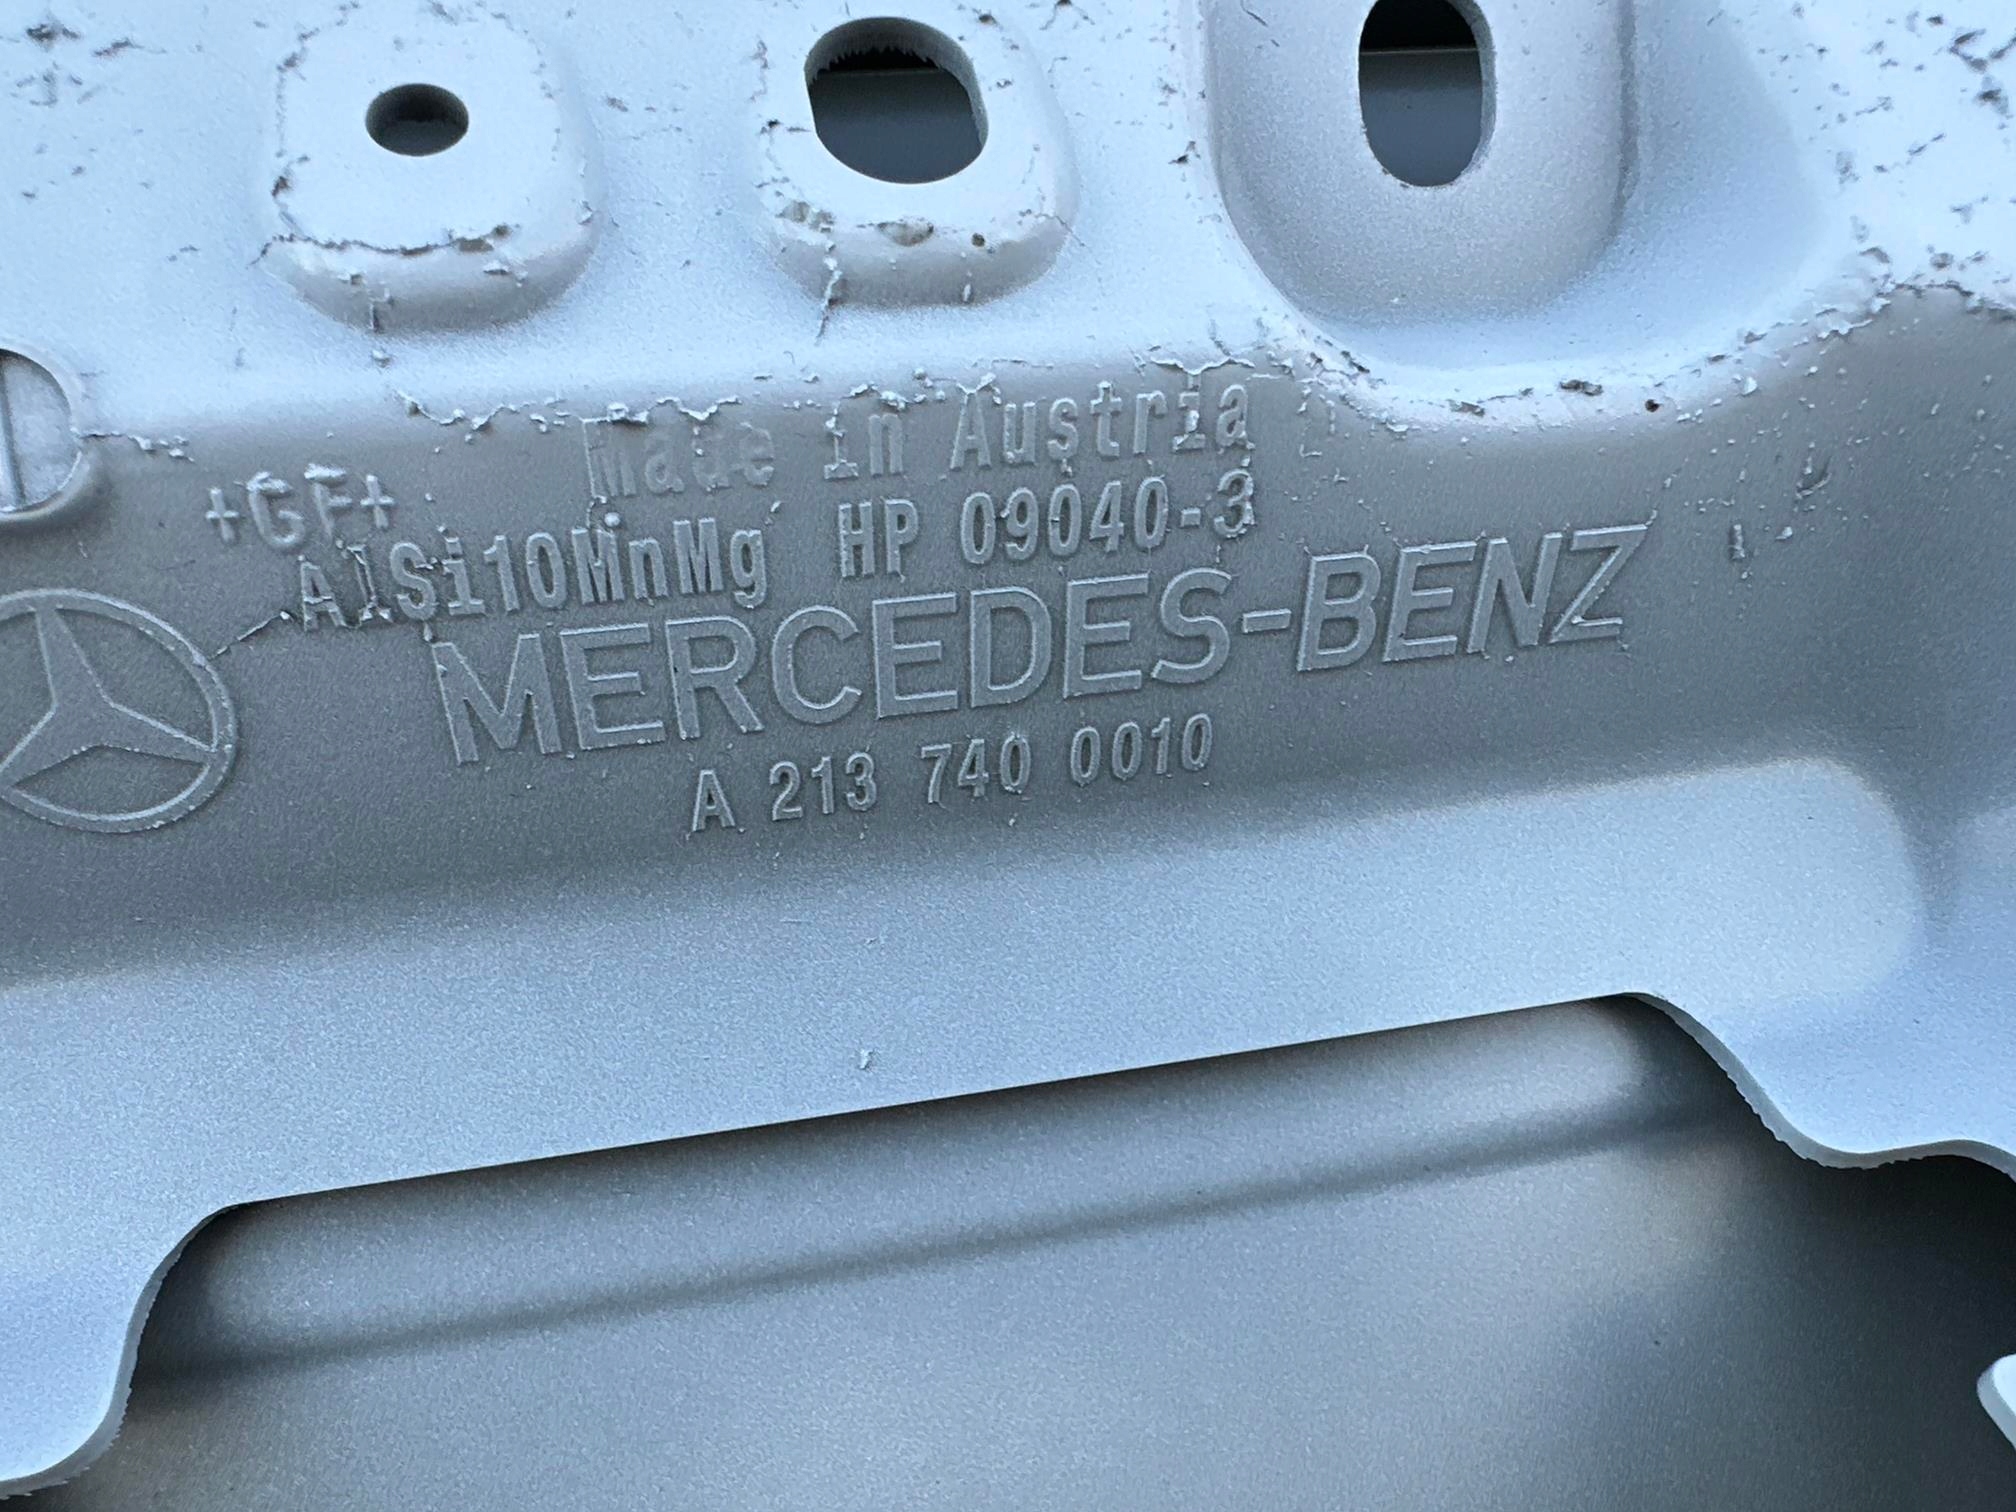 Made in Austria
+GF+
AlSi10MnMg HP 09040-3
MERCEDES-BENZ
A 213 740 0010